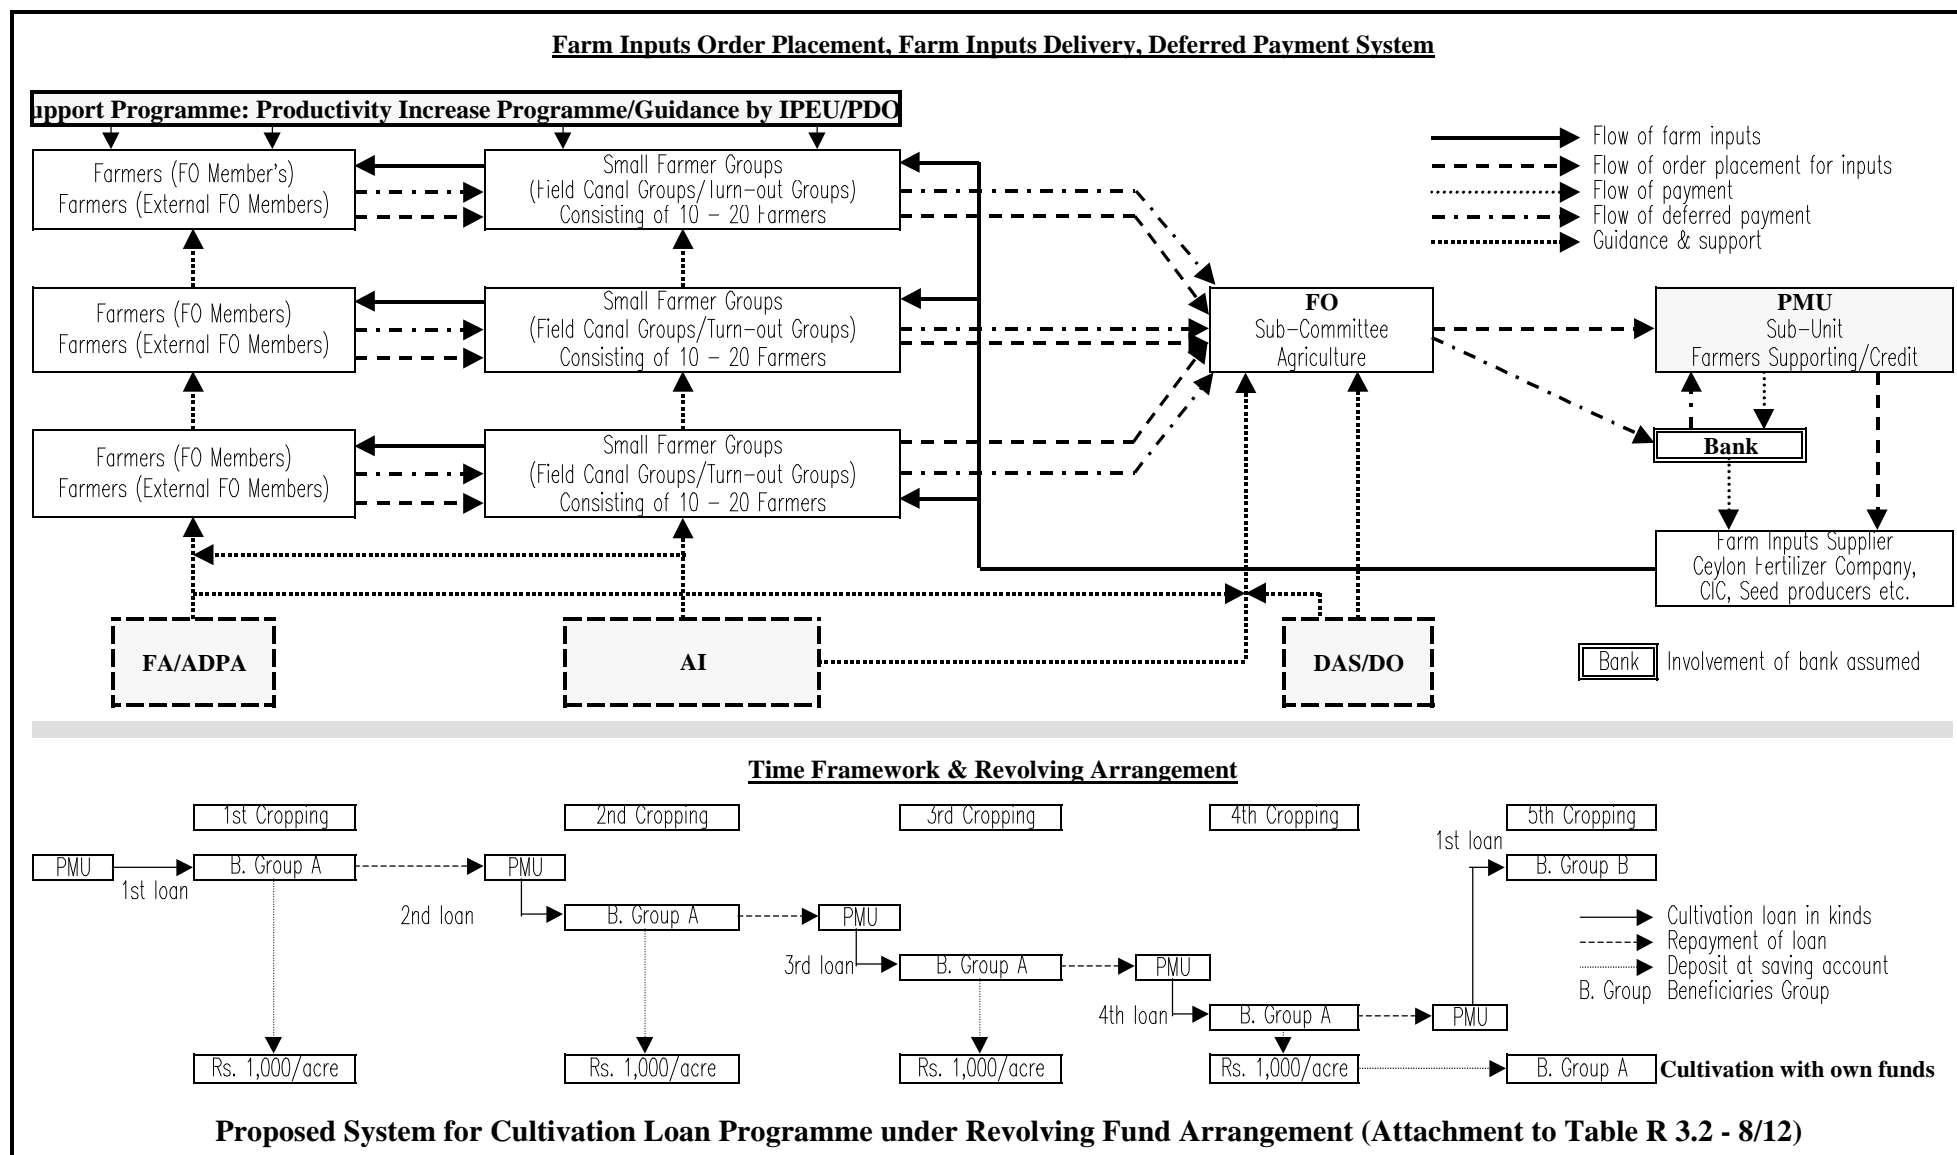 Farm Inputs Order Placement, Farm Inputs Delivery, Deferred Payment System
upport Programme: Productivity Increase Programme/Guidance by IPEU/PDO
Farmers (FO Member's)
Farmers (External FO Members)
Small Farmer Groups
(Field Canal Groups/Turn-out Groups)
Consisting of 10 – 20 Farmers
Flow of farm inputs
Flow of order placement for inputs
Flow of payment
Flow of deferred payment
Guidance & support
Farmers (FO Members)
Farmers (External FO Members)
Small Farmer Groups
(Field Canal Groups/Turn-out Groups)
Consisting of 10 – 20 Farmers
FO
Sub-Committee
Agriculture
PMU
Sub-Unit
Farmers Supporting/Credit
Farmers (FO Members)
Farmers (External FO Members)
Small Farmer Groups
(Field Canal Groups/Turn-out Groups)
Consisting of 10 – 20 Farmers
Bank
Farm Inputs Supplier
Ceylon Fertilizer Company,
CIC, Seed producers etc.
FA/ADPA
AI
DAS/DO
Bank
Involvement of bank assumed
Time Framework & Revolving Arrangement
1st Cropping
2nd Cropping
3rd Cropping
4th Cropping
5th Cropping
PMU
1st loan
B. Group A
PMU
1st loan
B. Group B
2nd loan
B. Group A
PMU
3rd loan
B. Group A
PMU
4th loan
B. Group A
PMU
Cultivation loan in kinds
Repayment of loan
Deposit at saving account
B. Group Beneficiaries Group
Rs. 1,000/acre
Rs. 1,000/acre
Rs. 1,000/acre
Rs. 1,000/acre
B. Group A
Cultivation with own funds
Proposed System for Cultivation Loan Programme under Revolving Fund Arrangement (Attachment to Table R 3.2 - 8/12)